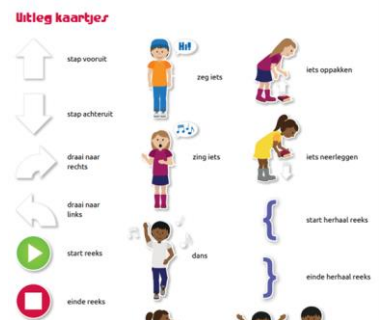 Uitleg kaartjes
stap vooruit
stap achteruit
draai naar
rechts
draai naar
links
start reeks
einde reeks
Hi!
zeg iets
zing iets
dans
iets oppakken
iets neerleggen
start herhaal reeks
einde herhaal reeks